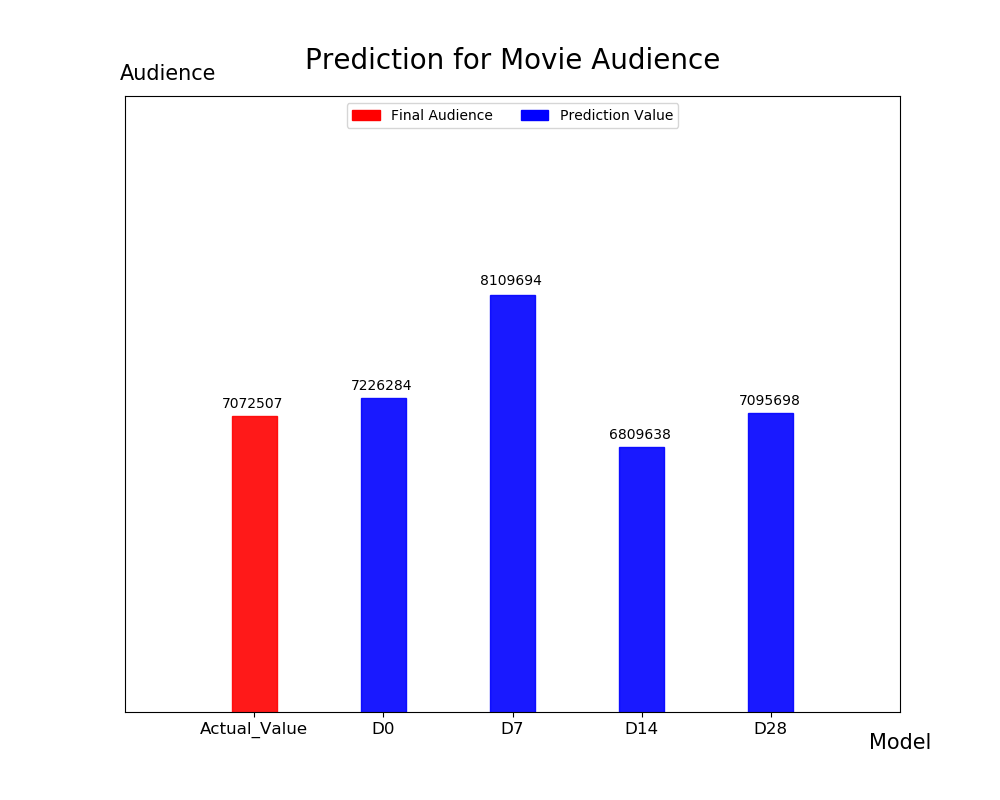 Prediction for Movie Audience
Audience
Final Audience
Prediction Value
8109694
7226284
7095698
7072507
6809638
Actual_Value
D0
D7
D14
D28
Model